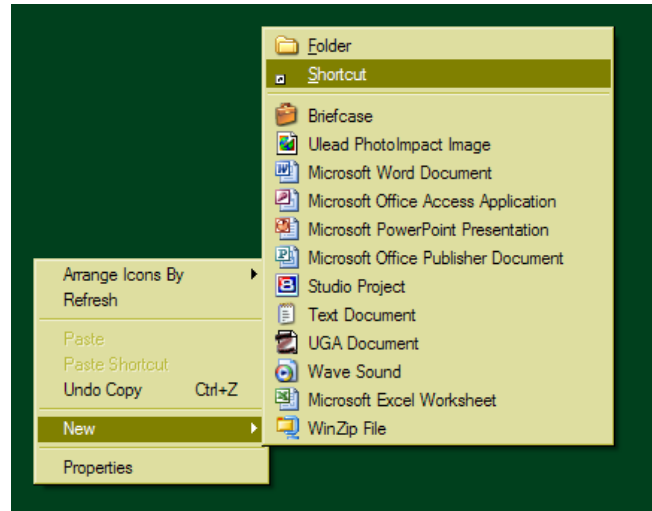 Folder
Shortcut
Briefcase
Ulead PhotoImpact Image
Microsoft Word Document
Microsoft Office Access Application
Microsoft PowerPoint Presentation
Microsoft Office Publisher Document
Studio Project
Text Document
UGA Document
Wave Sound
Microsoft Excel Worksheet
WinZip File
Arrange Icons By
Refresh
Paste
Paste Shortcut
Undo Copy Ctrl+Z
New
Properties